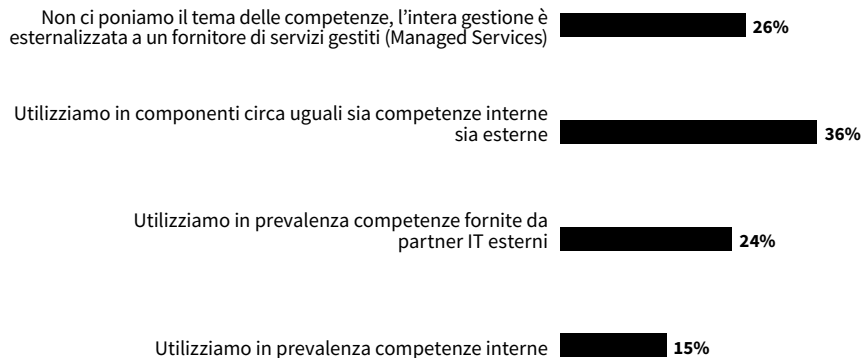 Non ci poniamo il tema delle competenze, l’intera gestione è
esternalizzata a un fornitore di servizi gestiti (Managed Services)
26%
Utilizziamo in componenti circa uguali sia competenze interne
sia esterne
36%
Utilizziamo in prevalenza competenze fornite da
partner IT esterni
24%
Utilizziamo in prevalenza competenze interne
15%